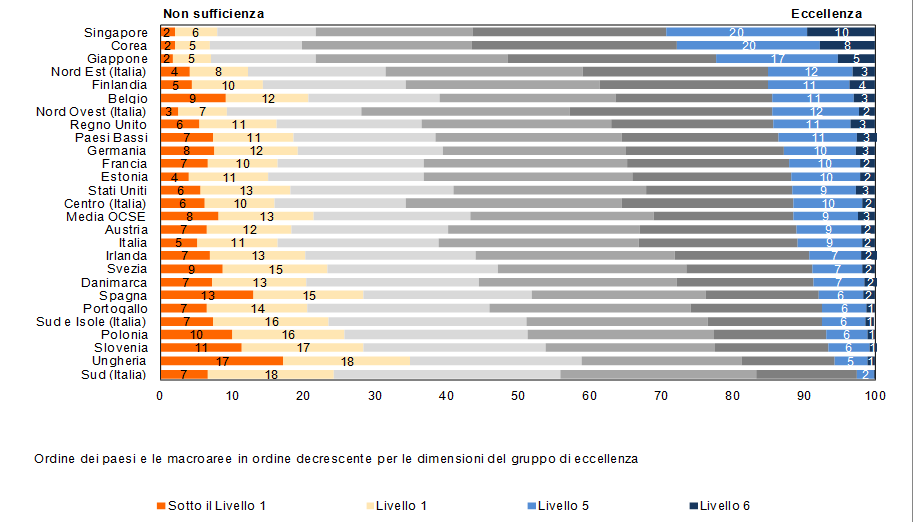 Non sufficienza Eccellenza
Singapore 2 6 20 10
Corea 2 5 20 8
Giappone 2 5 17 5
Nord Est (Italia) 4 8 12 3
Finlandia 5 10 11 4
Belgio 9 12 11 3
Nord Ovest (Italia) 3 7 12 2
Regno Unito 6 11 11 3
Paesi Bassi 7 11 11 3
Germania 8 12 10 3
Francia 7 10 10 2
Estonia 4 11 10 2
Stati Uniti 6 13 9 3
Centro (Italia) 6 10 10 2
Media OCSE 8 13 9 3
Austria 7 12 9 2
Italia 5 11 9 2
Irlanda 7 13 7 2
Svezia 9 15 7 2
Danimarca 7 13 7 2
Spagna 13 15 6 2
Portogallo 7 14 6 1
Sud e Isole (Italia) 7 16 6 1
Polonia 10 16 6 1
Slovenia 11 17 6 1
Ungheria 17 18 5 1
Sud (Italia) 7 18 2
0 10 20 30 40 50 60 70 80 90 100
Ordine dei paesi e le macroaree in ordine decrescente per le dimensioni del gruppo di eccellenza
Sotto il Livello 1 Livello 1 Livello 5 Livello 6